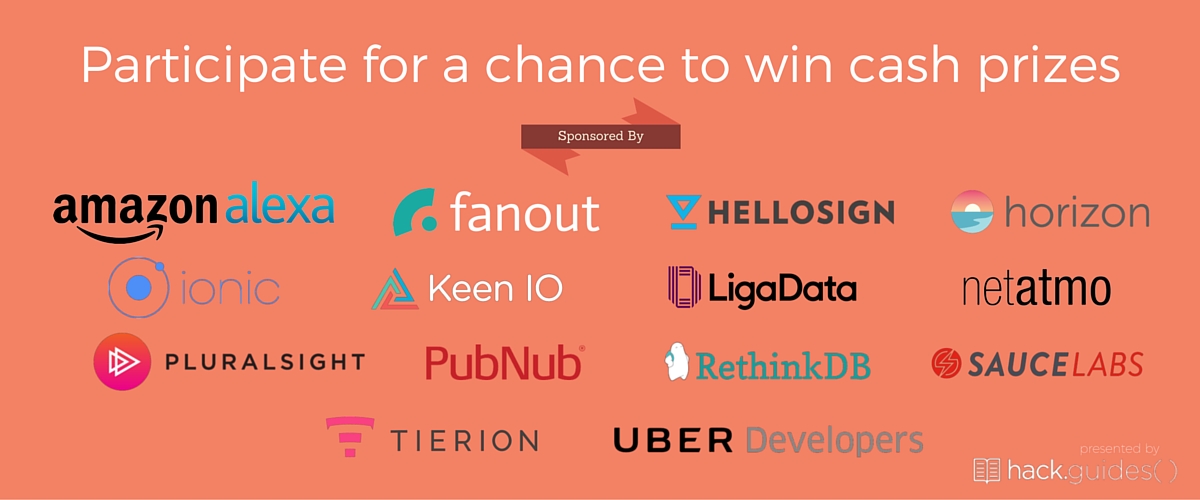 Participate for a chance to win cash prizes
Sponsored By
amazon alexa
fanout
HELLOSIGN
horizon
ionic
Keen IO
LigaData
netatmo
PLURALSIGHT
PubNub®
RethinkDB
SAUCELABS
TIERION
UBER Developers
presented by
hack.guides()